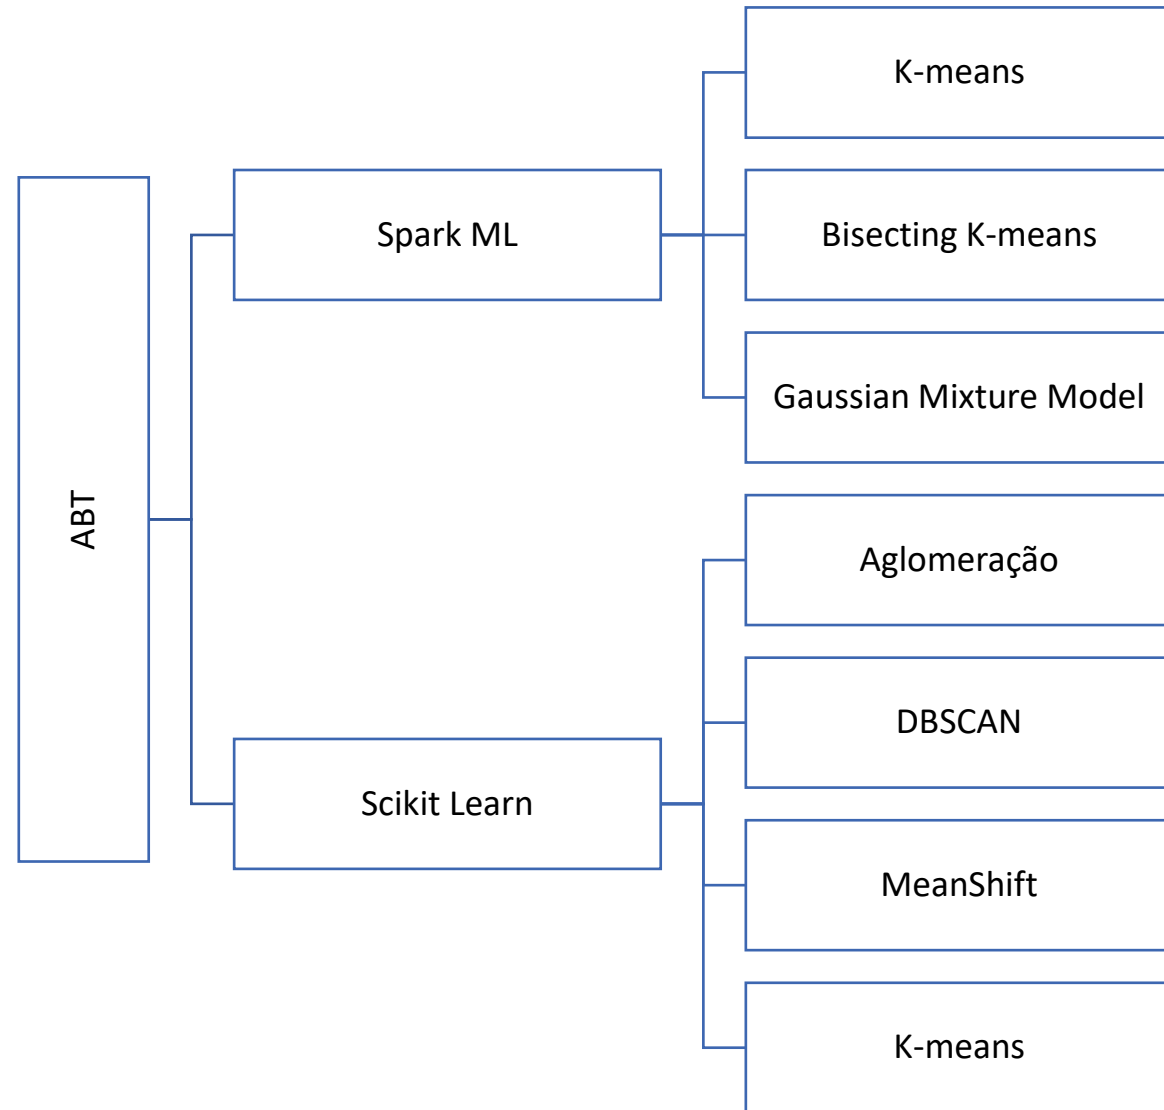 ABT
Spark ML
K-means
Bisecting K-means
Gaussian Mixture Model
Scikit Learn
Aglomeração
DBSCAN
MeanShift
K-means